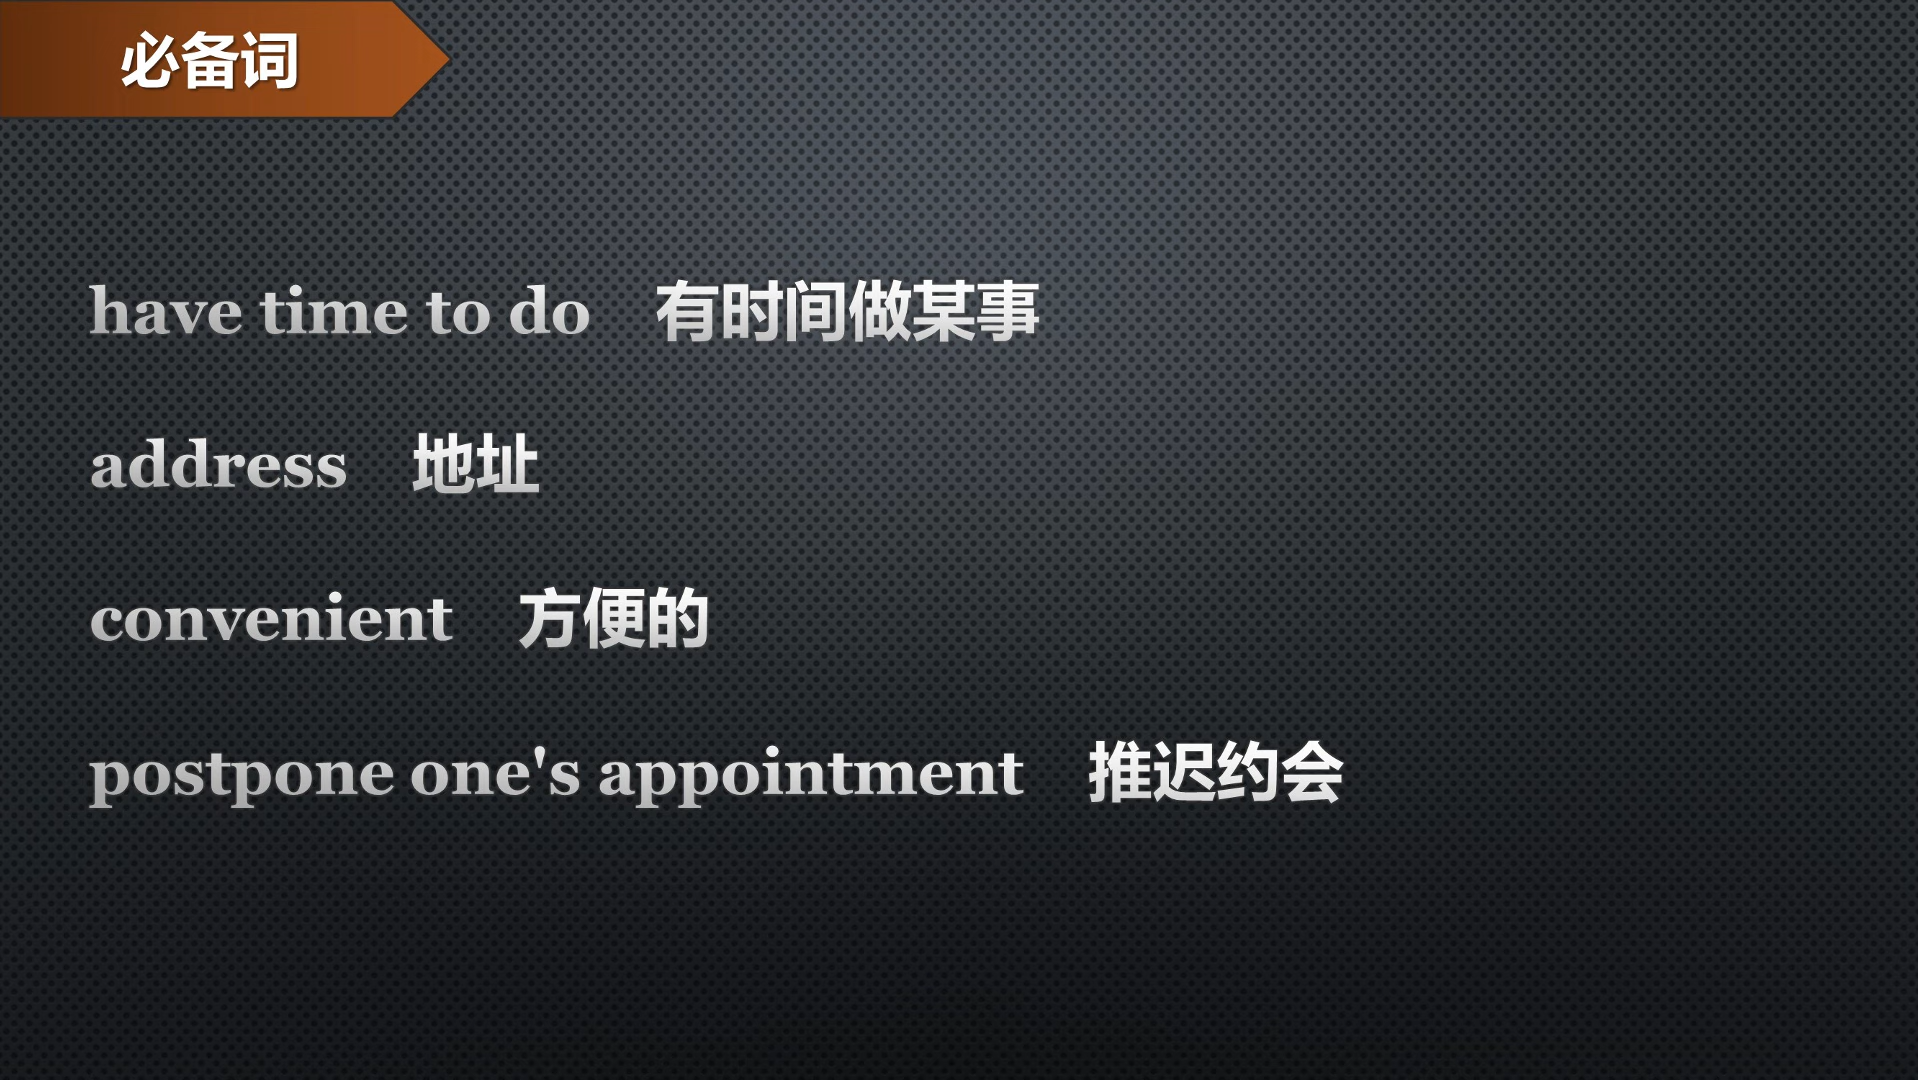 必备词
have time to do 有时间做某事
address 地址
convenient 方便的
postpone one's appointment 推迟约会